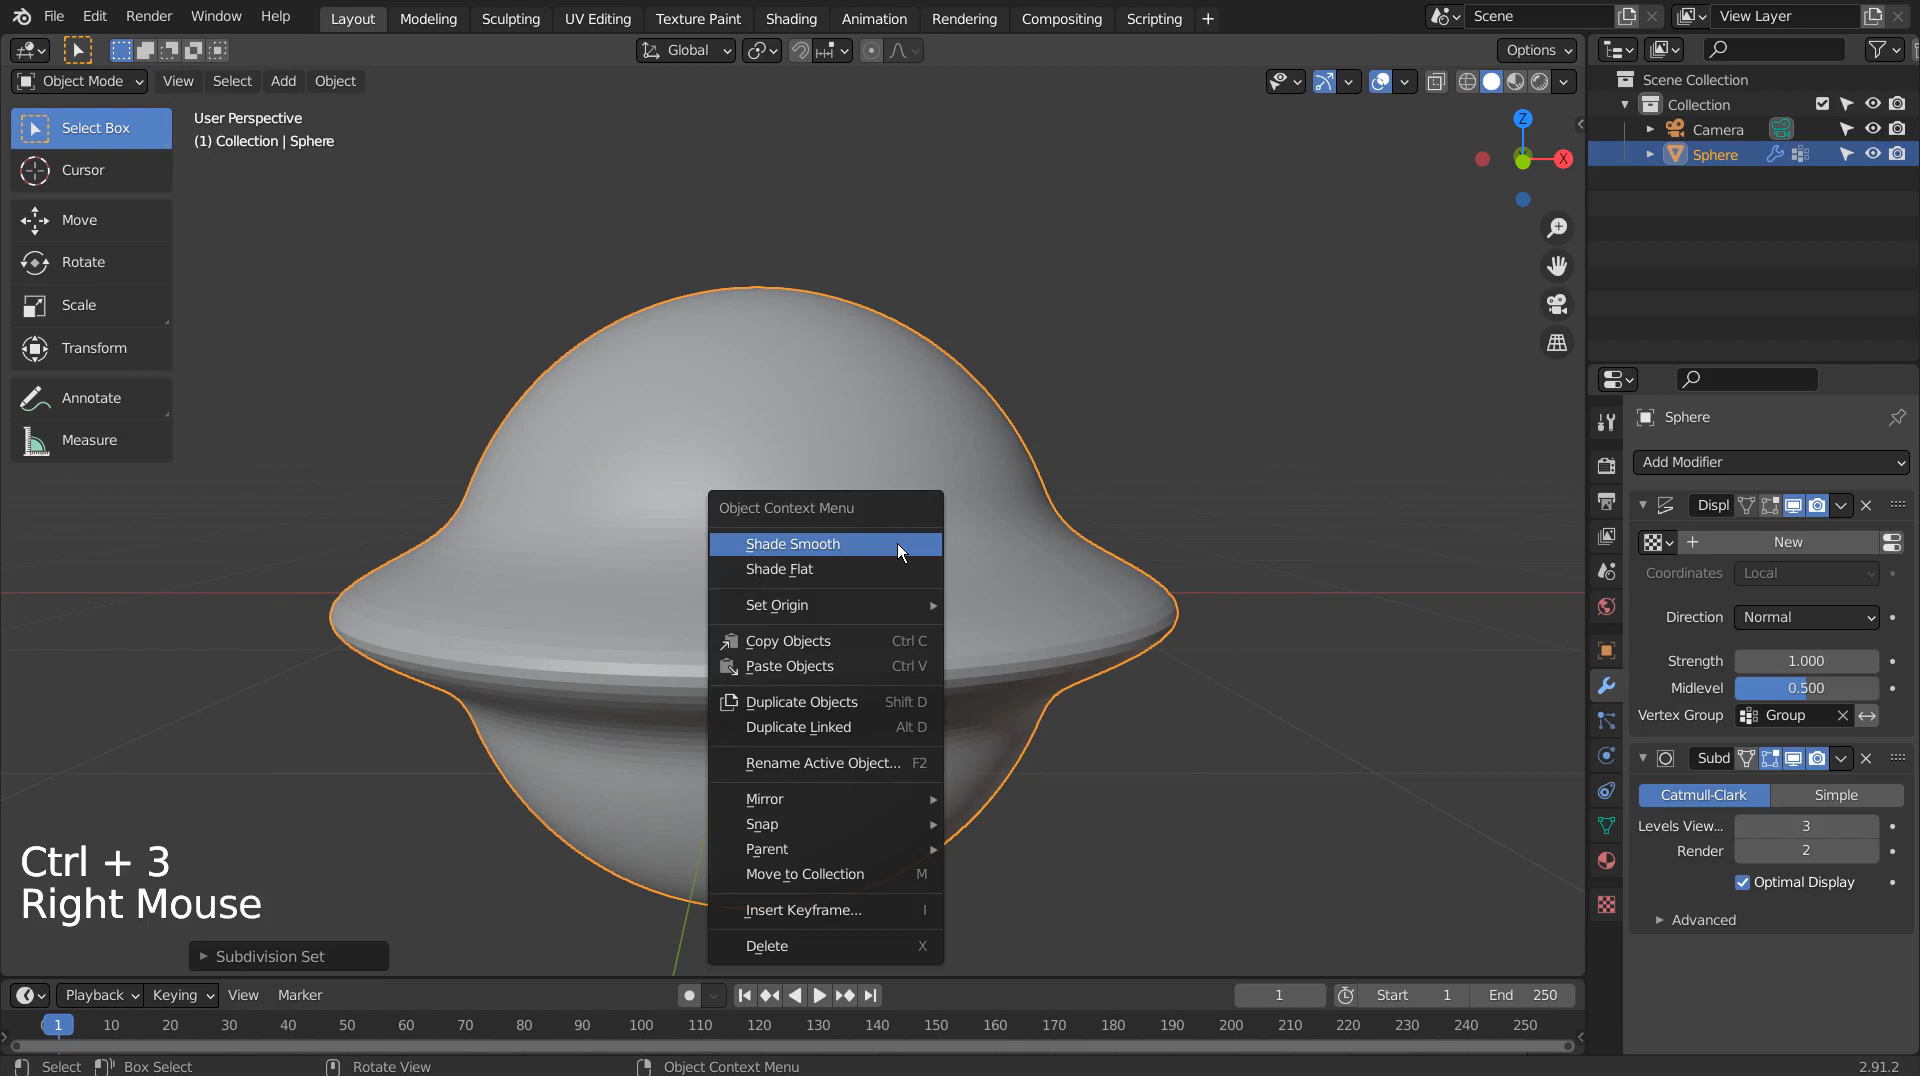 File Edit Render Window Help Layout Modeling Sculpting UV Editing Texture Paint Shading Animation Rendering Compositing Scripting + Scene View Layer
Global Options
Object Mode View Select Add Object
Select Box
Cursor
Move
Rotate
Scale
Transform
Annotate
Measure
User Perspective
(1) Collection | Sphere
Z
X
Object Context Menu
Shade Smooth
Shade Flat
Set Origin
Copy Objects Ctrl C
Paste Objects Ctrl V
Duplicate Objects Shift D
Duplicate Linked Alt D
Rename Active Object... F2
Mirror
Snap
Parent
Move to Collection M
Insert Keyframe... I
Delete X
Ctrl + 3
Right Mouse
Subdivision Set
Scene Collection
Collection
Camera
Sphere
Sphere
Add Modifier
Displ
New
Coordinates Local
Direction Normal
Strength 1.000
Midlevel 0.500
Vertex Group Group
Subd
Catmull-Clark Simple
Levels View... 3
Render 2
Optimal Display
Advanced
Playback Keying View Marker 1 Start 1 End 250
1 10 20 30 40 50 60 70 80 90 100 110 120 130 140 150 160 170 180 190 200 210 220 230 240 250
Select Box Select Rotate View Object Context Menu 2.91.2